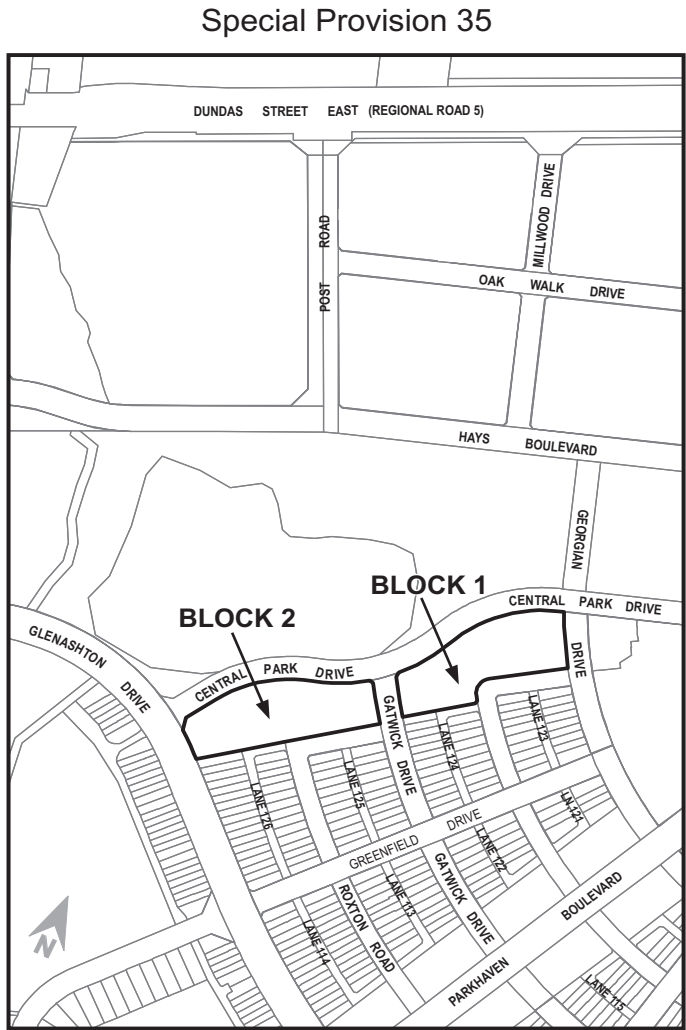 Special Provision 35
DUNDAS STREET EAST (REGIONAL ROAD 5)
POST ROAD
MILLWOOD DRIVE
OAK WALK DRIVE
HAYS BOULEVARD
GEORGIAN DRIVE
BLOCK 1
CENTRAL PARK DRIVE
BLOCK 2
GLENASHTON DRIVE
CENTRAL PARK DRIVE
GATWICK DRIVE
LANE 123
LANE 124
LANE 125
LANE 126
LN,121
GREENFIELD DRIVE
LANE 122
GATWICK DRIVE
LANE 113
ROXTON ROAD
LANE 114
PARKHAVEN BOULEVARD
LANE 115
N